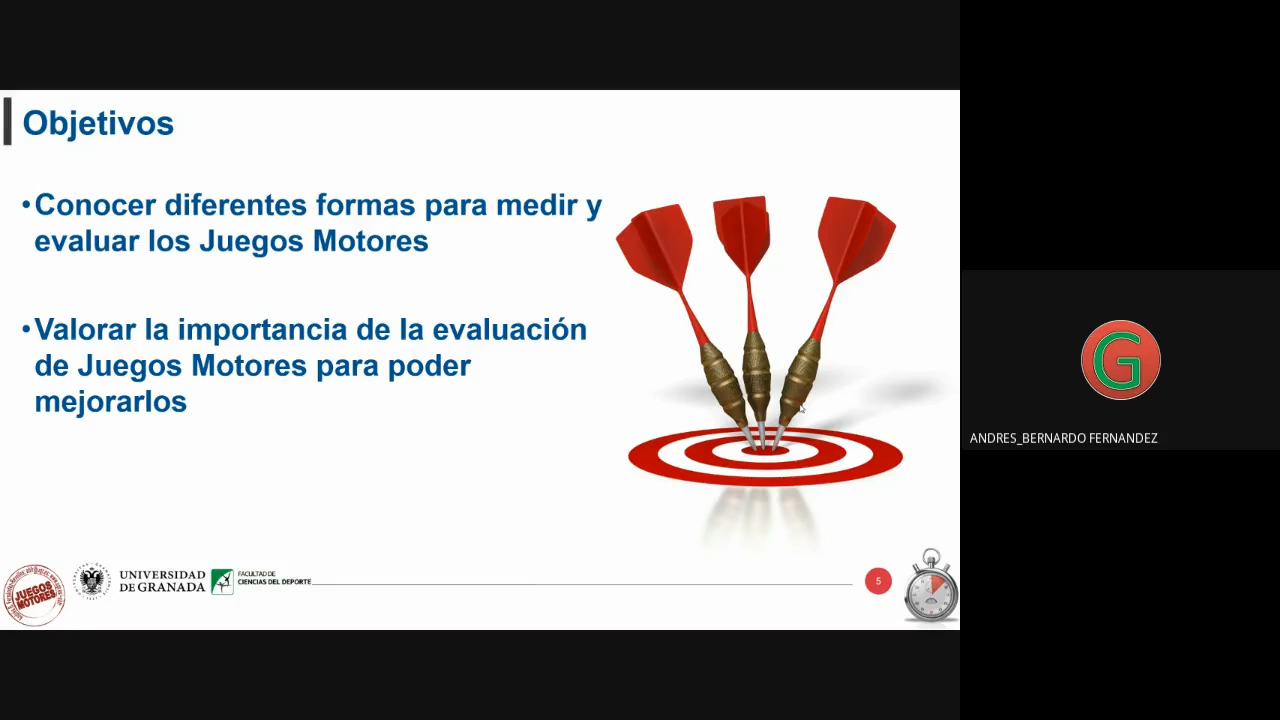 Objetivos
•Conocer diferentes formas para medir y
evaluar los Juegos Motores
•Valorar la importancia de la evaluación
de Juegos Motores para poder
mejorarlos
JUEGOS
MOTORES
UNIVERSIDAD
DE GRANADA
FACULTAD DE
CIENCIAS DEL DEPORTE
5
G
ANDRES_BERNARDO FERNANDEZ